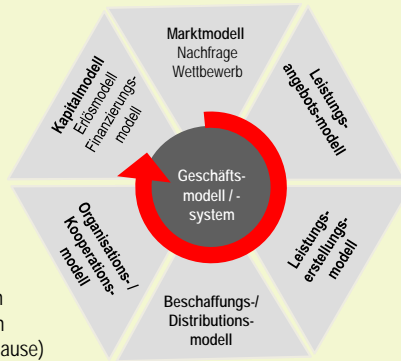 Marktmodell
Nachfrage
Wettbewerb
Leistungs-
angebots-modell
Leistungs-
erstellungs-
modell
Beschaffungs-/
Distributions-
modell
Organisations- /
Kooperations-
modell
Kapitalmodell
Erlösmodell
Finanzierungs-
modell
Geschäfts-
modell / -
system
ause)